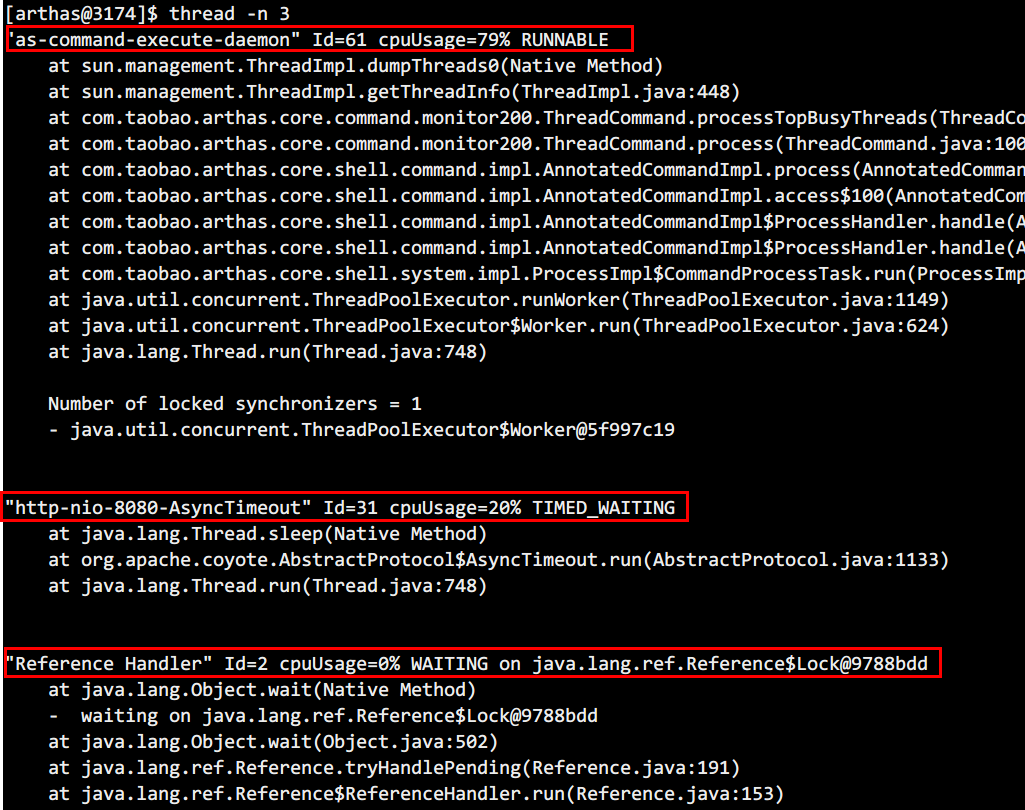 [arthas@3174]$ thread -n 3
"as-command-execute-daemon" Id=61 cpuUsage=79% RUNNABLE
    at sun.management.ThreadImpl.dumpThreads0(Native Method)
    at sun.management.ThreadImpl.getThreadInfo(ThreadImpl.java:448)
    at com.taobao.arthas.core.command.monitor200.ThreadCommand.processTopBusyThreads(ThreadCo
    at com.taobao.arthas.core.command.monitor200.ThreadCommand.process(ThreadCommand.java:100
    at com.taobao.arthas.core.shell.command.impl.AnnotatedCommandImpl.process(AnnotatedComman
    at com.taobao.arthas.core.shell.command.impl.AnnotatedCommandImpl.access$100(AnnotatedCom
    at com.taobao.arthas.core.shell.command.impl.AnnotatedCommandImpl$ProcessHandler.handle(A
    at com.taobao.arthas.core.shell.command.impl.AnnotatedCommandImpl$ProcessHandler.handle(A
    at com.taobao.arthas.core.shell.system.impl.ProcessImpl$CommandProcessTask.run(ProcessImp
    at java.util.concurrent.ThreadPoolExecutor.runWorker(ThreadPoolExecutor.java:1149)
    at java.util.concurrent.ThreadPoolExecutor$Worker.run(ThreadPoolExecutor.java:624)
    at java.lang.Thread.run(Thread.java:748)

    Number of locked synchronizers = 1
    - java.util.concurrent.ThreadPoolExecutor$Worker@5f997c19

"http-nio-8080-AsyncTimeout" Id=31 cpuUsage=20% TIMED_WAITING
    at java.lang.Thread.sleep(Native Method)
    at org.apache.coyote.AbstractProtocol$AsyncTimeout.run(AbstractProtocol.java:1133)
    at java.lang.Thread.run(Thread.java:748)

"Reference Handler" Id=2 cpuUsage=0% WAITING on java.lang.ref.Reference$Lock@9788bdd
    at java.lang.Object.wait(Native Method)
    -  waiting on java.lang.ref.Reference$Lock@9788bdd
    at java.lang.Object.wait(Object.java:502)
    at java.lang.ref.Reference.tryHandlePending(Reference.java:191)
    at java.lang.ref.Reference$ReferenceHandler.run(Reference.java:153)